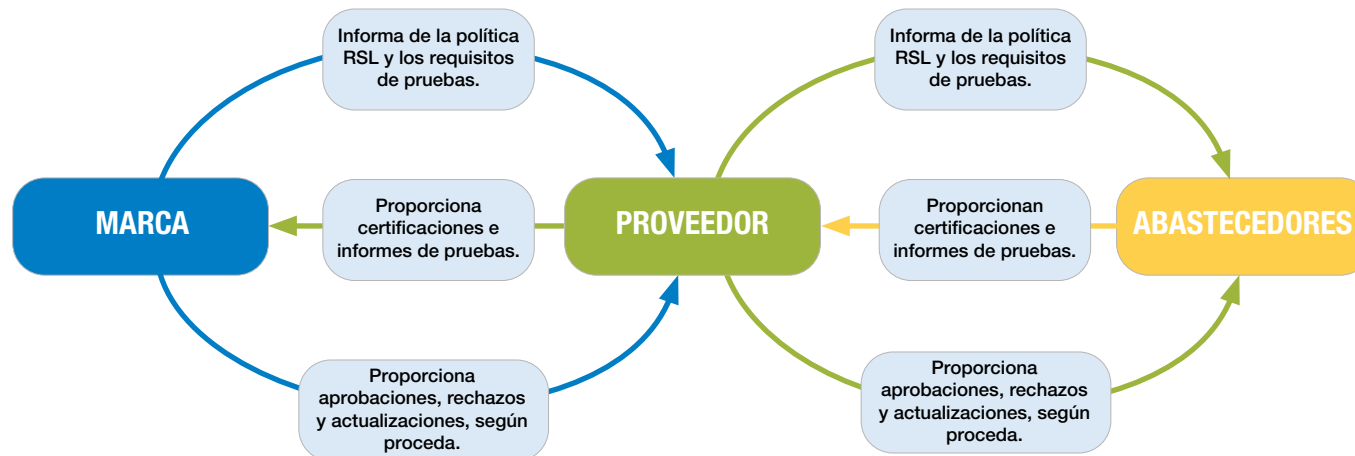 Informa de la política
RSL y los requisitos
de pruebas.
Informa de la política
RSL y los requisitos
de pruebas.
MARCA
Proporciona
certificaciones e
informes de pruebas.
PROVEEDOR
Proporcionan
certificaciones e
informes de pruebas.
ABASTECEDORES
Proporciona
aprobaciones, rechazos
y actualizaciones, según
proceda.
Proporciona
aprobaciones, rechazos
y actualizaciones, según
proceda.